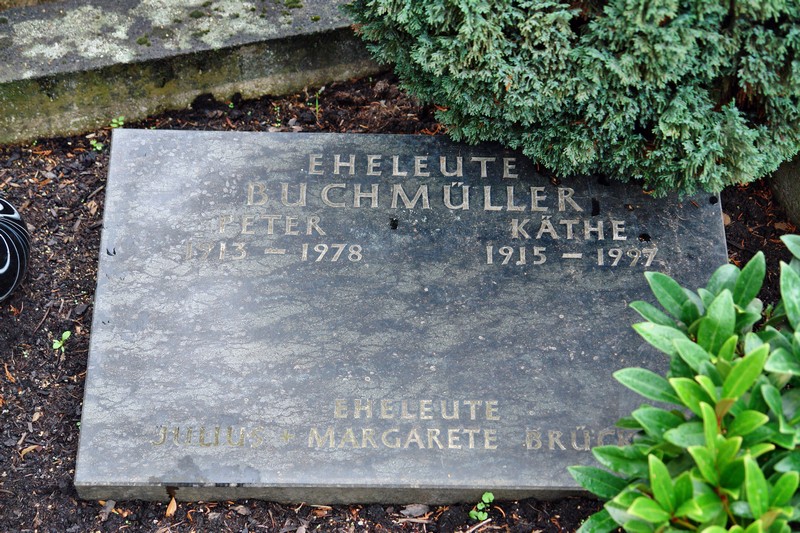 EHELEUTE
BUCHMÜLLER
PETER KÄTHE
1913 – 1978 1915 – 1997
EHELEUTE
JULIUS + MARGARETE